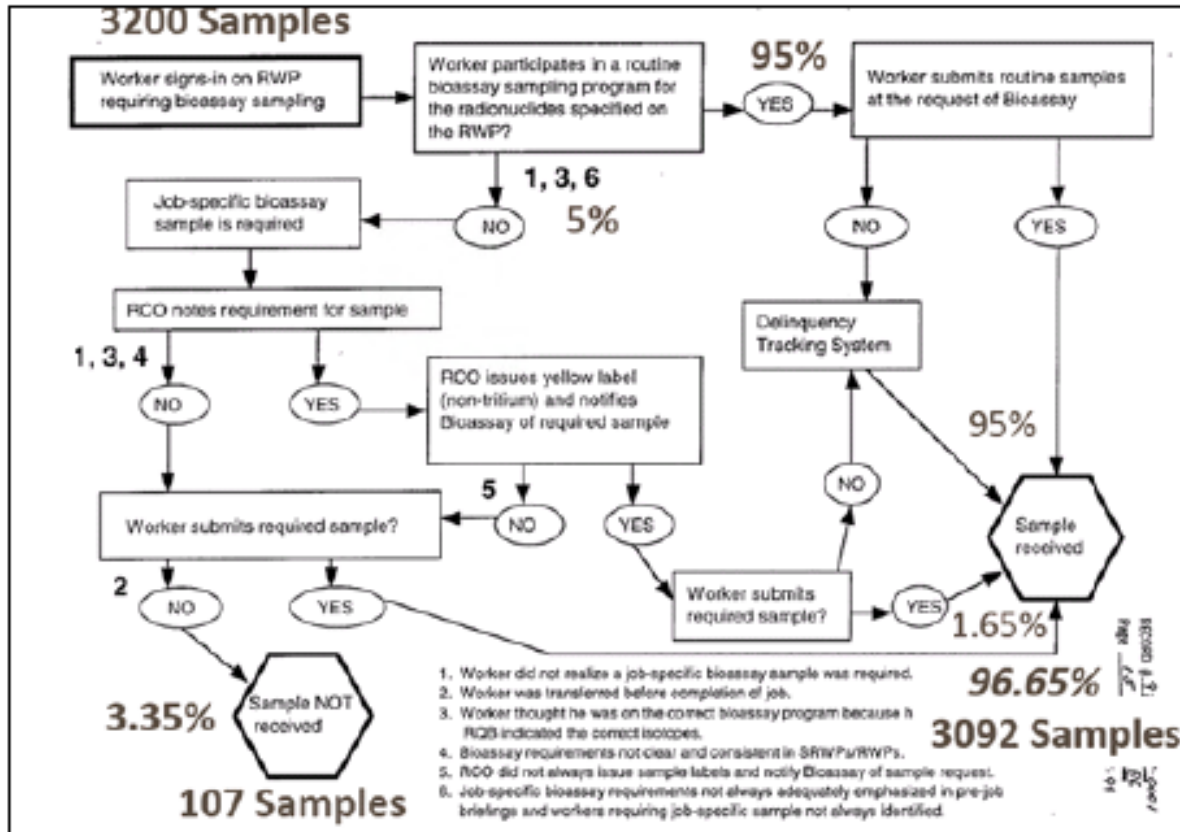 3200 Samples
Worker signs-in on RWP
requiring bioassay sampling
Worker participates in a routine
bioassay sampling program for
the radionuclides specified on
the RWP?
95%
YES
Worker submits routine samples
at the request of Bioassay
1, 3, 6
NO
5%
Job-specific bioassay
sample is required
NO
YES
RCO notes requirement for sample
Delinquency
Tracking System
1, 3, 4
NO
YES
RCO issues yellow label
(non-tritium) and notifies
Bioassay of required sample
95%
5
NO
YES
NO
Worker submits required sample?
Sample
received
2
NO
YES
Worker submits
required sample?
YES
1.65%
3.35%
Sample NOT
received
107 Samples
1. Worker did not realize a job-specific bioassay sample was required.
2. Worker was transferred before completion of job.
3. Worker thought he was on the correct bioassay program because h
RQB indicated the correct isotopes.
4. Bioassay requirements not clear and consistent in SRWPs/RWPs.
5. RCO did not always issue sample labels and notify Bioassay of sample request.
6. Job-specific bioassay requirements not always adequately emphasized in pre-job
briefings and workers requiring job-specific sample not always identified.
96.65%
3092 Samples